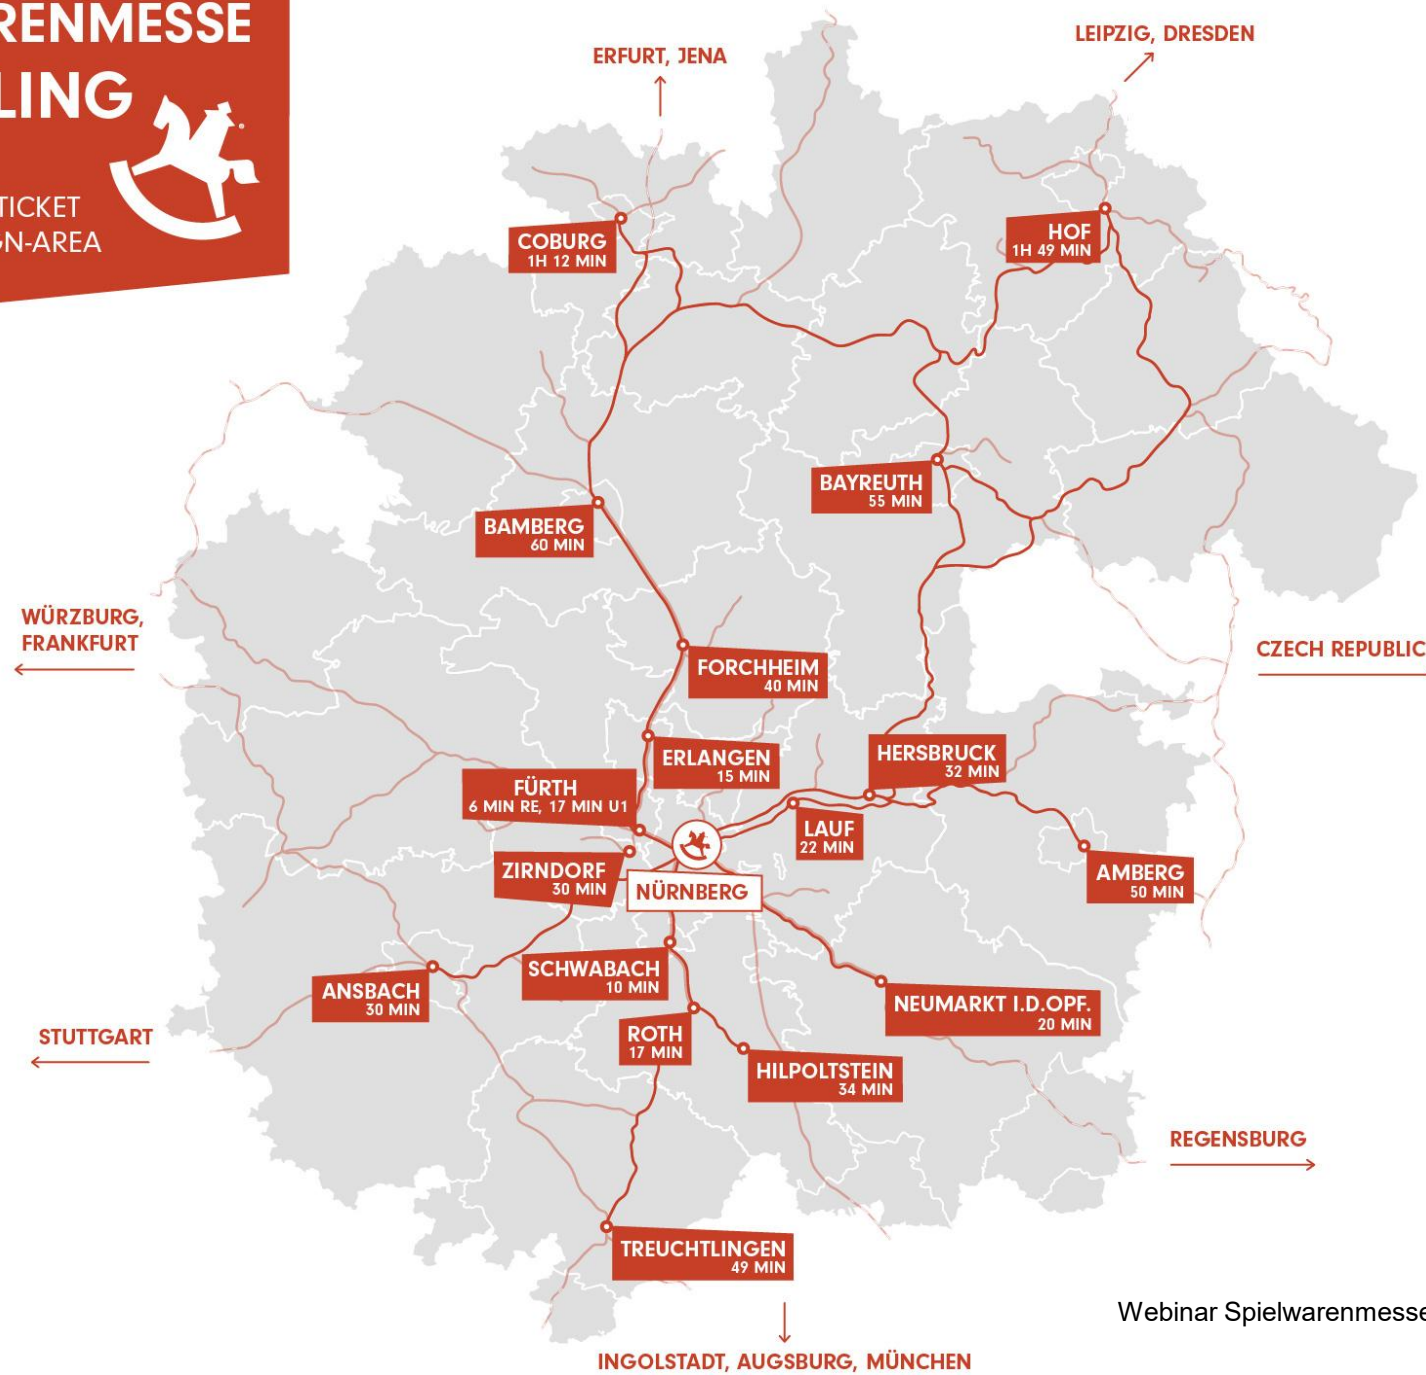 RENMESSE
LING
TICKET
GN-AREA
ERFURT, JENA
LEIPZIG, DRESDEN
COBURG
1H 12 MIN
HOF
1H 49 MIN
BAYREUTH
55 MIN
BAMBERG
60 MIN
WÜRZBURG,
FRANKFURT
FORCHHEIM
40 MIN
CZECH REPUBLIC
ERLANGEN
15 MIN
HERSBRUCK
32 MIN
FÜRTH
6 MIN RE, 17 MIN U1
LAUF
22 MIN
ZIRNDORF
30 MIN
NÜRNBERG
AMBERG
50 MIN
SCHWABACH
10 MIN
ANSBACH
30 MIN
NEUMARKT I.D.OPF.
20 MIN
STUTTGART
ROTH
17 MIN
HILPOLTSTEIN
34 MIN
REGENSBURG
TREUCHTLINGEN
49 MIN
Webinar Spielwarenmesse
INGOLSTADT, AUGSBURG, MÜNCHEN